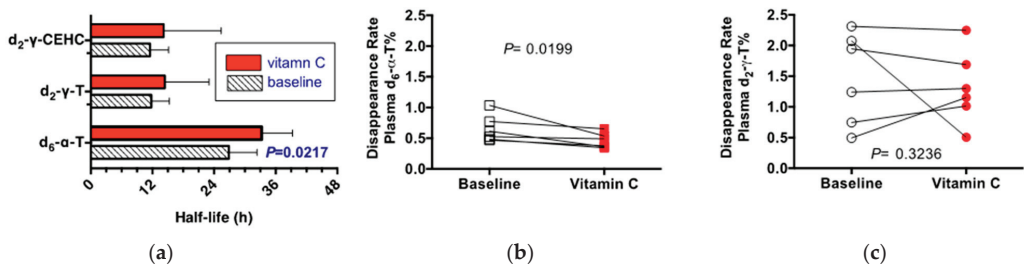 d2-γ-CEHC
d2-γ-T
d6-α-T
vitamn C
baseline
P=0.0217
0 12 24 36 48
Half-life (h)
(a)
Disappearance Rate
Plasma d6-α-T%
2.5
2.0
1.5
1.0
0.5
0.0
P= 0.0199
Baseline Vitamin C
(b)
Disappearance Rate
Plasma d2-γ-T%
2.5
2.0
1.5
1.0
0.5
0.0
P= 0.3236
Baseline Vitamin C
(c)